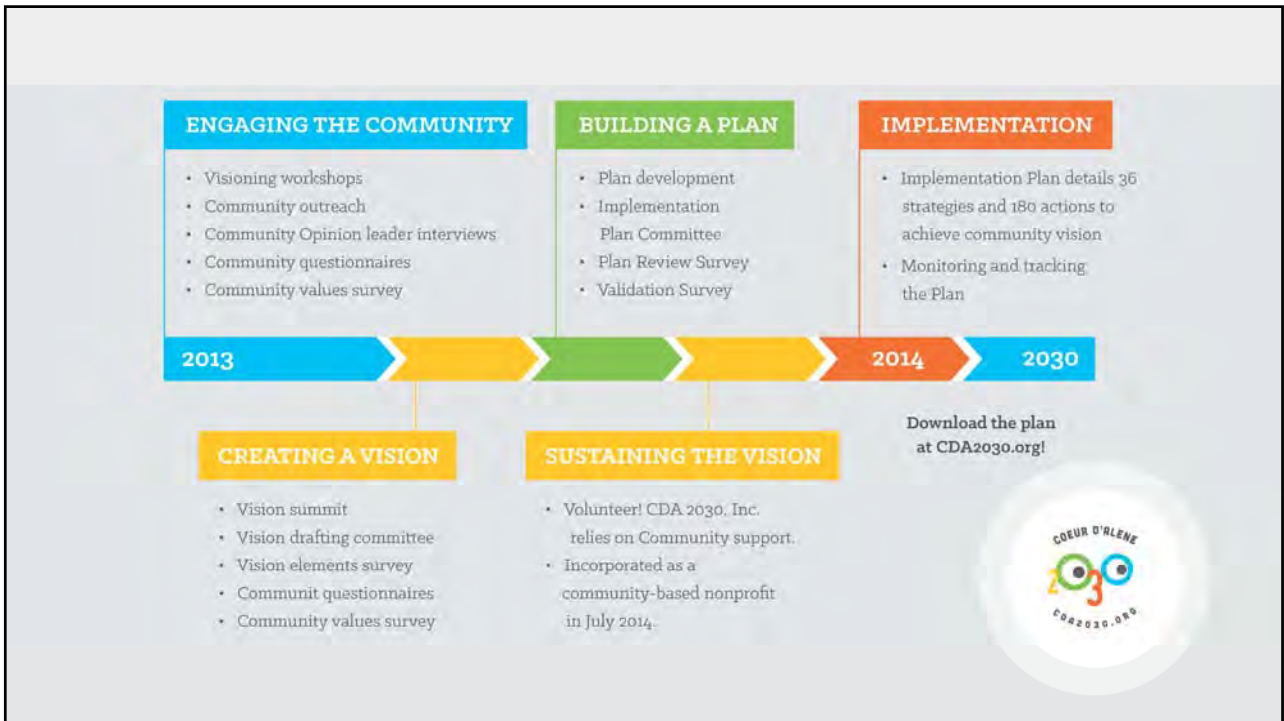 ENGAGING THE COMMUNITY
• Visioning workshops
• Community outreach
• Community Opinion leader interviews
• Community questionnaires
• Community values survey
BUILDING A PLAN
• Plan development
• Implementation
Plan Committee
• Plan Review Survey
• Validation Survey
IMPLEMENTATION
• Implementation Plan details 36
strategies and 180 actions to
achieve community vision
• Monitoring and tracking
the Plan
2013
2014
2030
CREATING A VISION
• Vision summit
• Vision drafting committee
• Vision elements survey
• Communit questionnaires
• Community values survey
SUSTAINING THE VISION
• Volunteer! CDA 2030, Inc.
relies on Community support.
• Incorporated as a
community-based nonprofit
in July 2014.
Download the plan
at CDA2030.org!
COEUR D'ALENE
2030
CDA2030.ORG